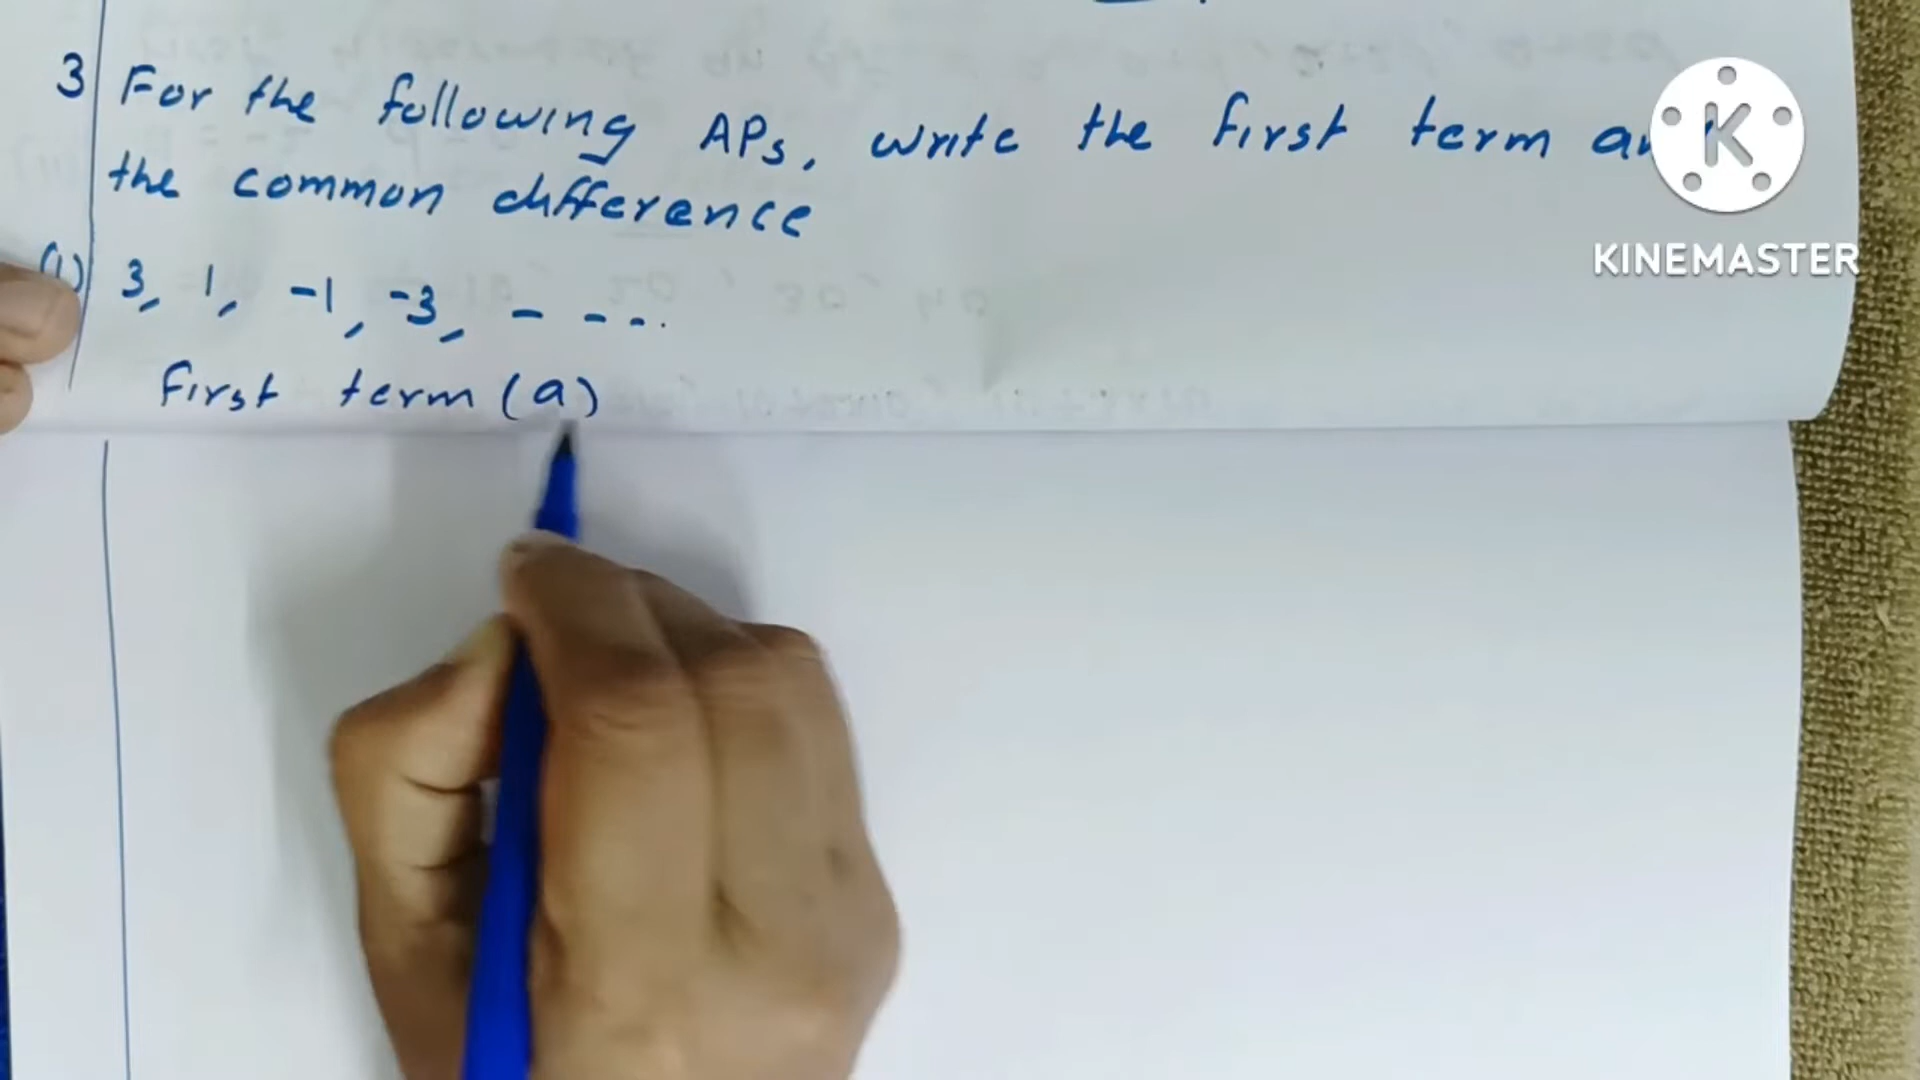 3 For the following APs, write the first term
the common difference
(i) 3, 1, -1, -3, - - - .
First term (a)
K
KINEMASTER